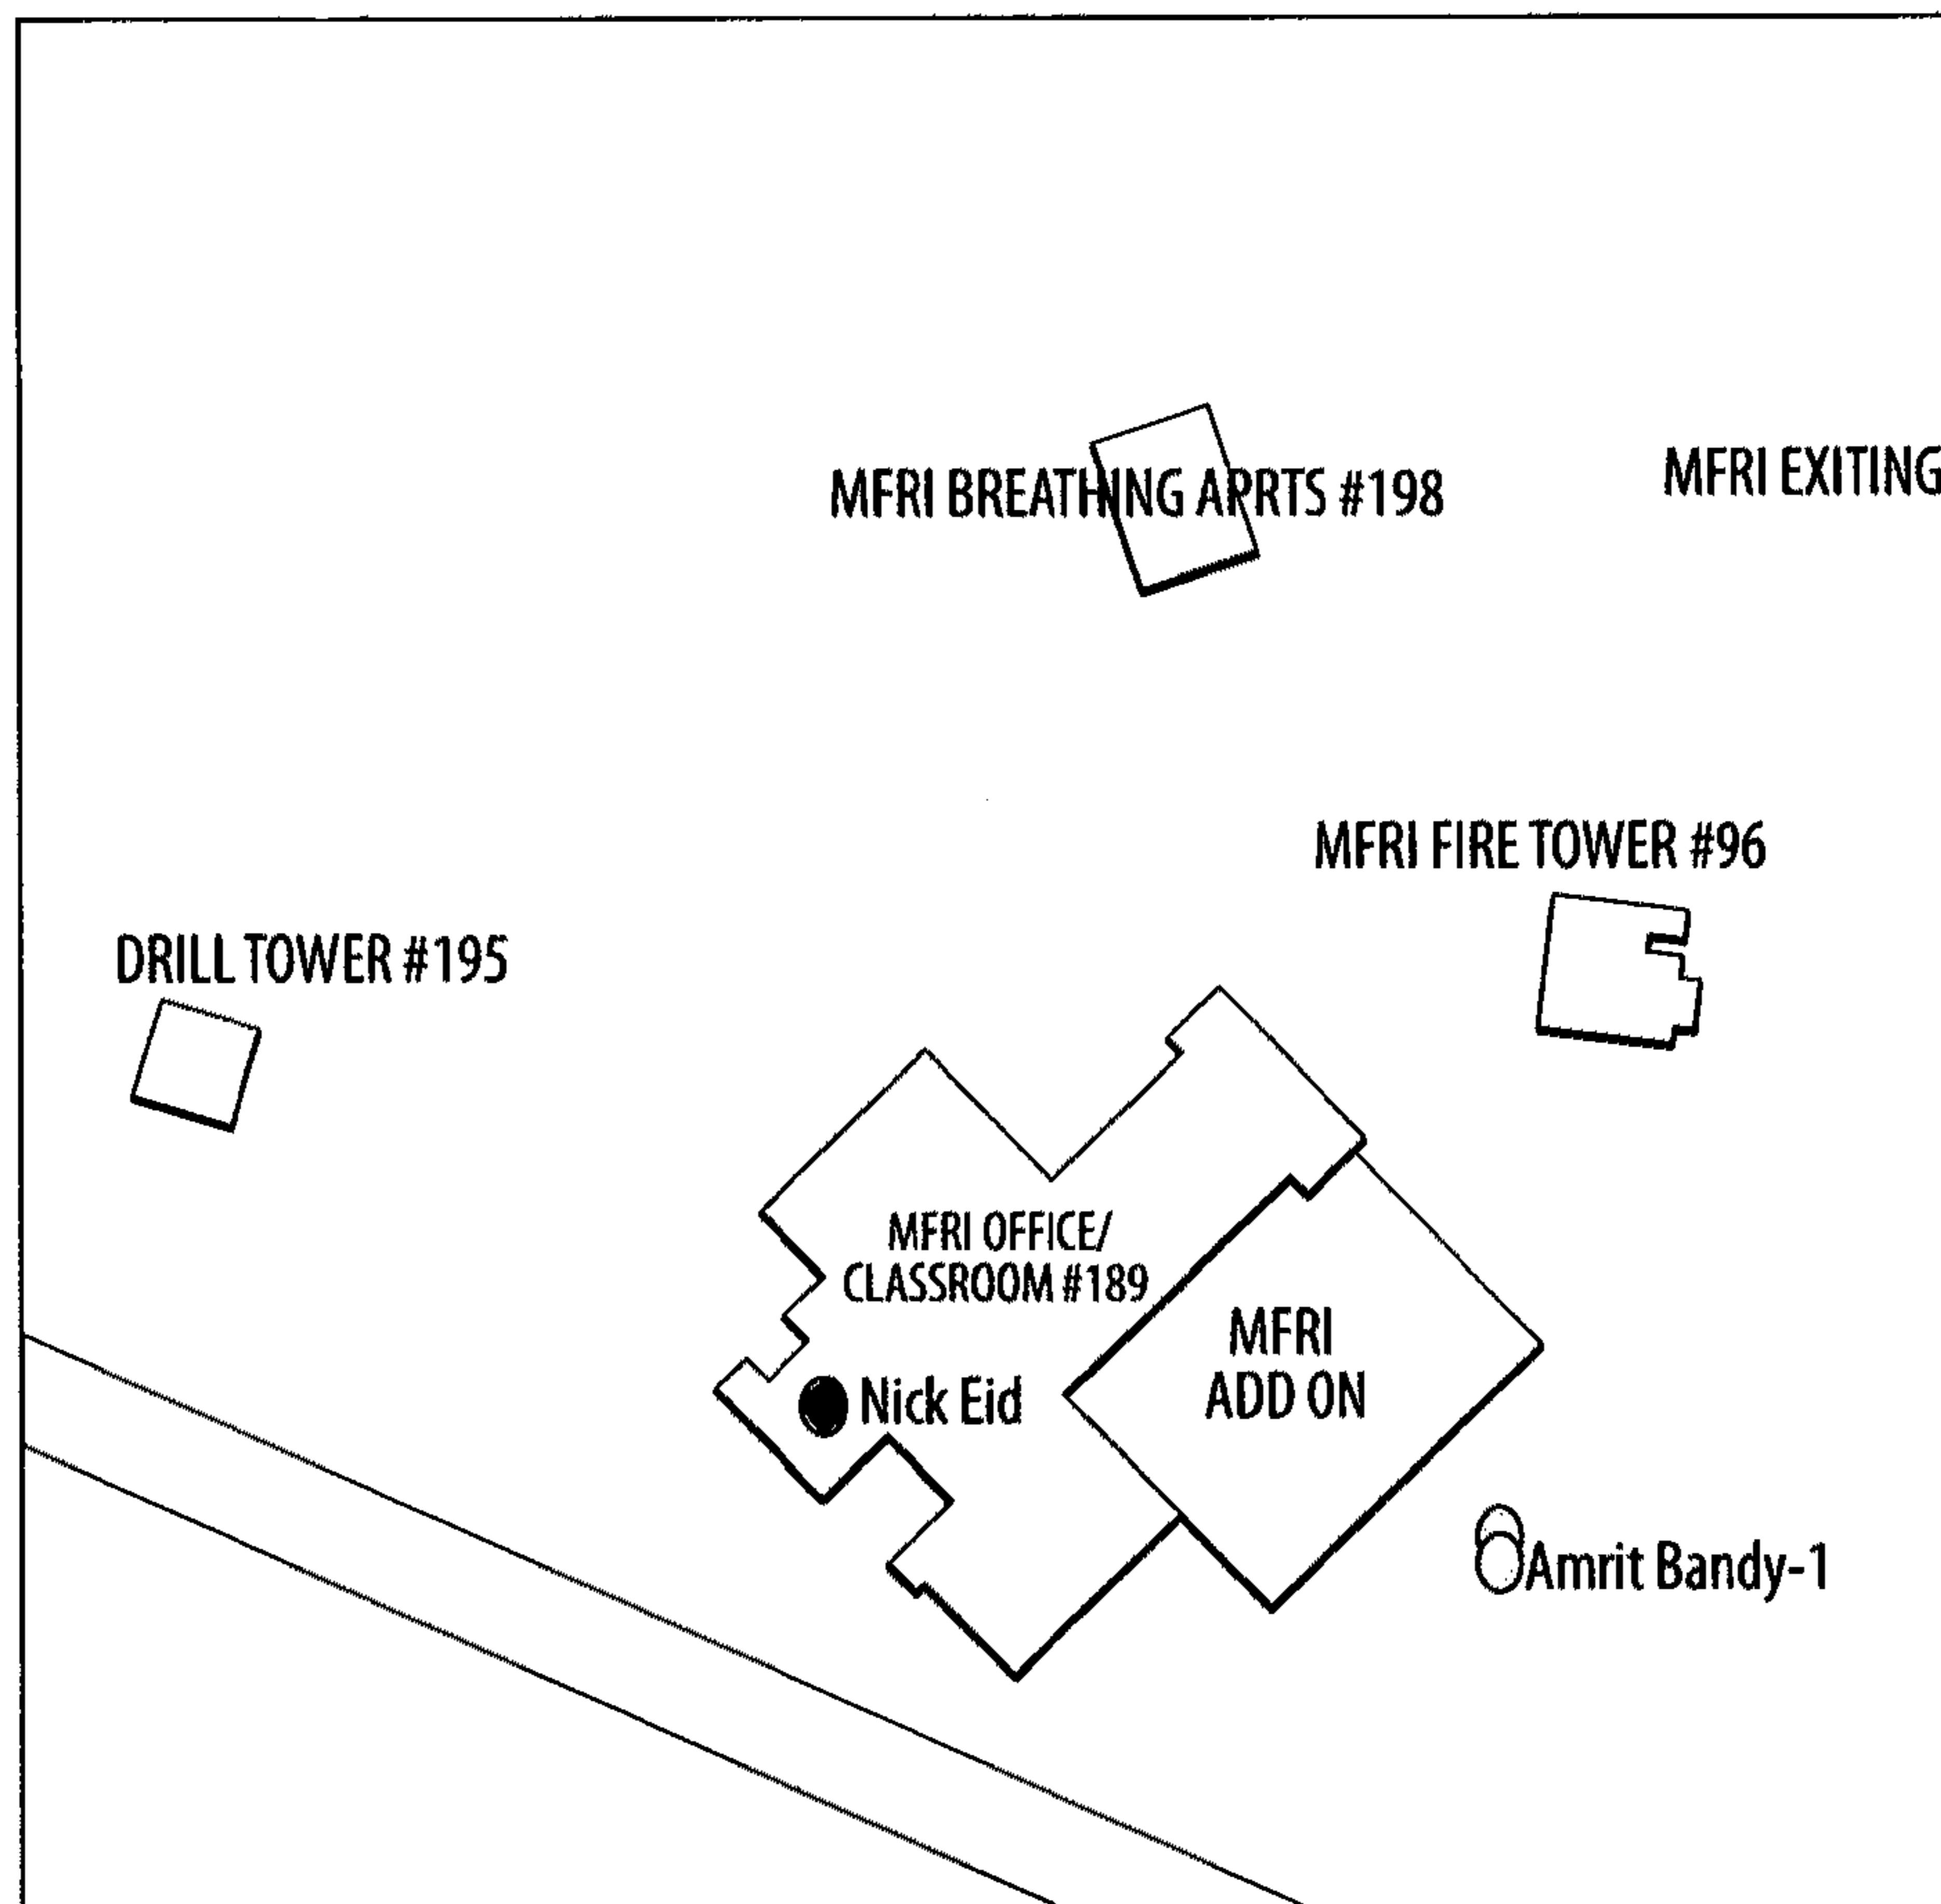 MFRI BREATHING APRTS #198
MFRI EXITING
MFRI FIRE TOWER #96
DRILL TOWER #195
MFRI OFFICE/
CLASSROOM #189
MFRI
ADD ON
Nick Eid
Amrit Bandy-1